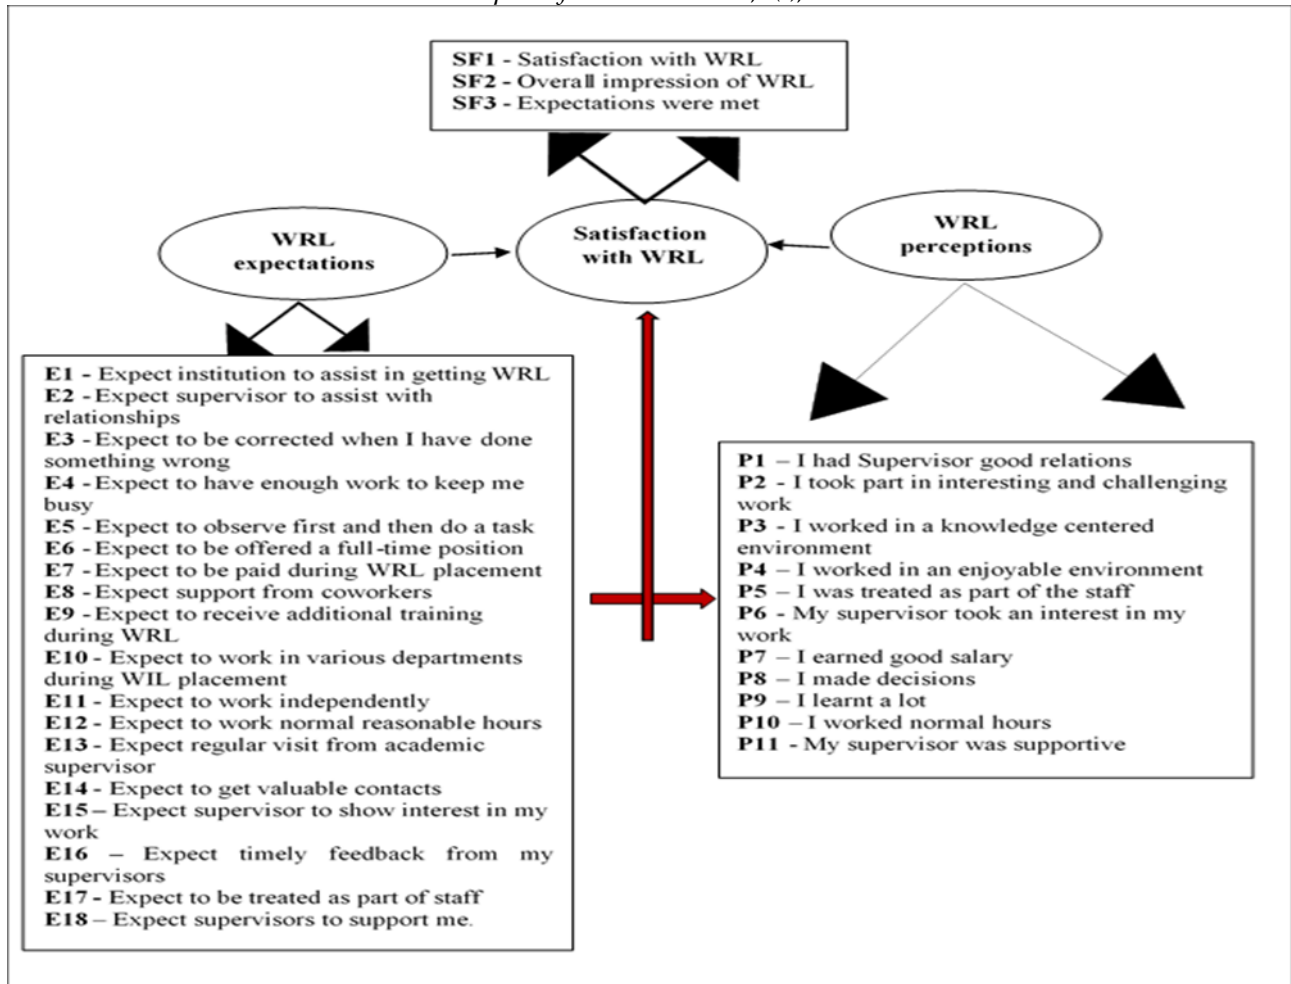 SF1 - Satisfaction with WRL
SF2 - Overall impression of WRL
SF3 - Expectations were met
WRL
expectations
Satisfaction
with WRL
WRL
perceptions
E1 - Expect institution to assist in getting WRL
E2 - Expect supervisor to assist with
relationships
E3 - Expect to be corrected when I have done
something wrong
E4 - Expect to have enough work to keep me
busy
E5 - Expect to observe first and then do a task
E6 - Expect to be offered a full-time position
E7 - Expect to be paid during WRL placement
E8 - Expect support from coworkers
E9 - Expect to receive additional training
during WRL
E10 - Expect to work in various departments
during WIL placement
E11 - Expect to work independently
E12 - Expect to work normal reasonable hours
E13 - Expect regular visit from academic
supervisor
E14 - Expect to get valuable contacts
E15 – Expect supervisor to show interest in my
work
E16 – Expect timely feedback from my
supervisors
E17 - Expect to be treated as part of staff
E18 – Expect supervisors to support me.
P1 – I had Supervisor good relations
P2 - I took part in interesting and challenging
work
P3 - I worked in a knowledge centered
environment
P4 – I worked in an enjoyable environment
P5 – I was treated as part of the staff
P6 - My supervisor took an interest in my
work
P7 – I earned good salary
P8 – I made decisions
P9 – I learnt a lot
P10 – I worked normal hours
P11 - My supervisor was supportive